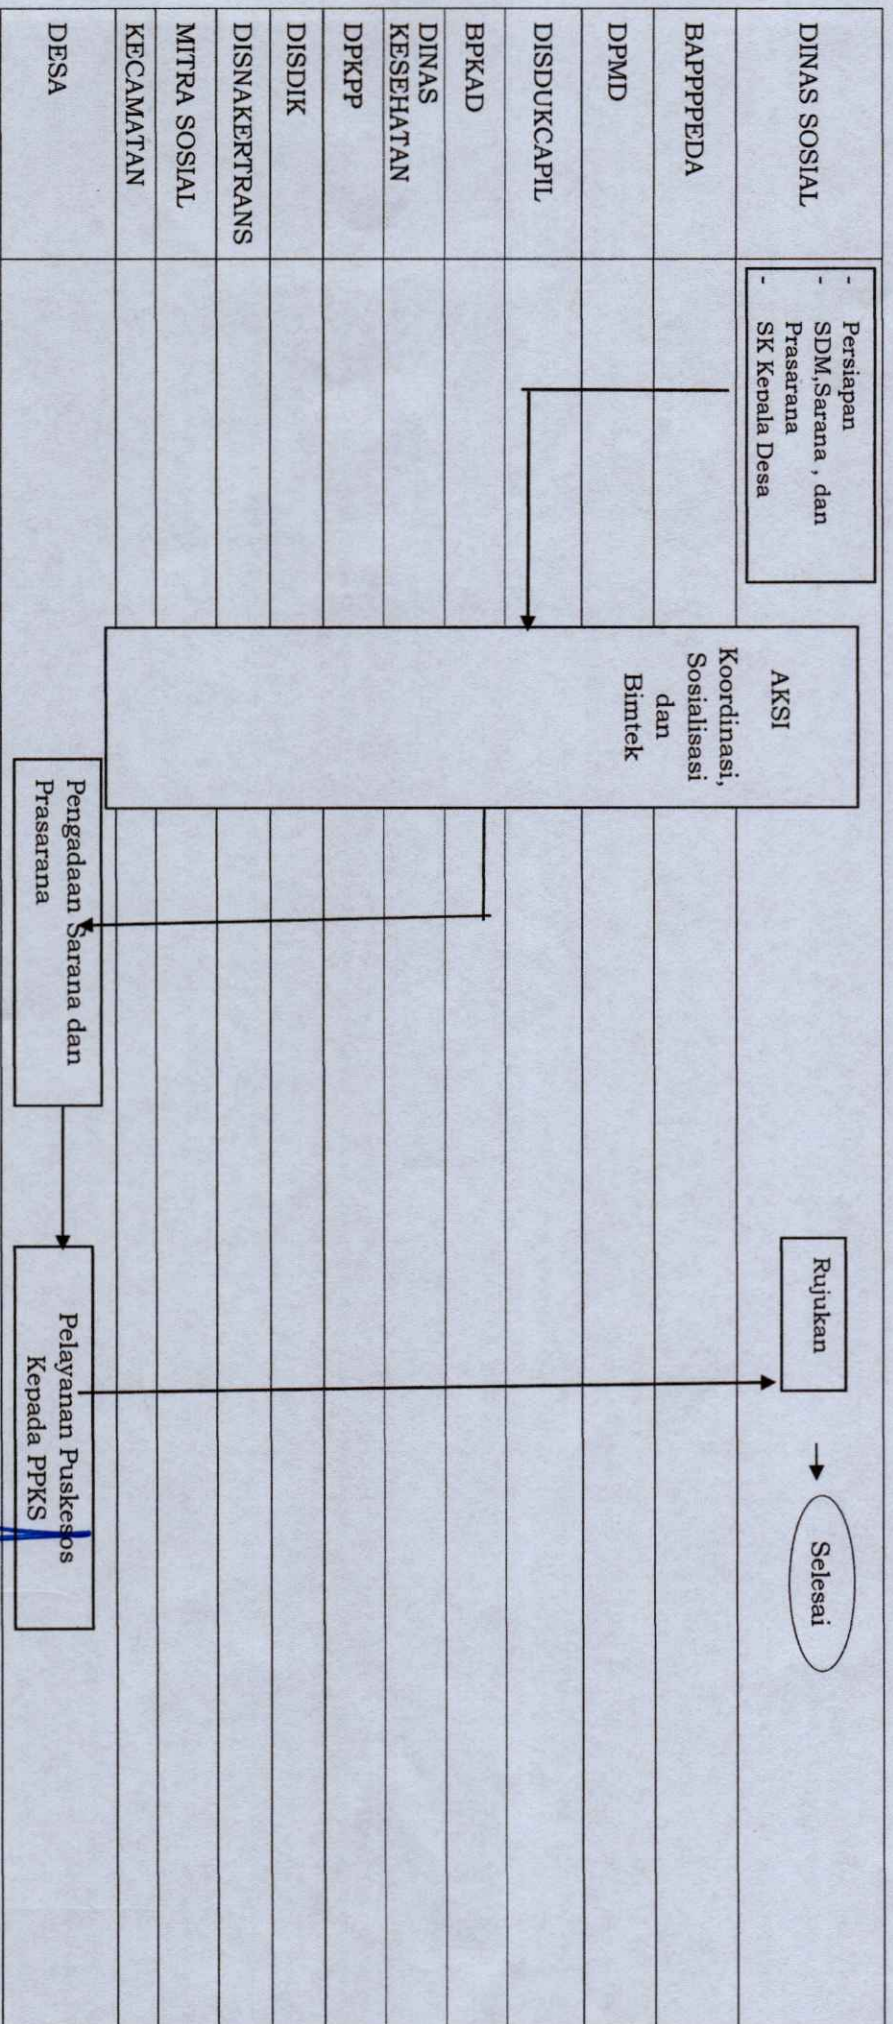 DINAS SOSIAL
BAPPPPEDA
DPMD
DISDUKCAPIL
BPKAD
DINAS
KESEHATAN
DPKPP
DISDIK
DISNAKERTRANS
MITRA SOSIAL
KECAMATAN
DESA
- Persiapan
- SDM,Sarana , dan
Prasarana
- SK Kepala Desa
AKSI
Koordinasi,
Sosialisasi
dan
Bimtek
Pengadaan Sarana dan
Prasarana
Pelayanan Puskesos
Kepada PPKS
Rujukan
Selesai